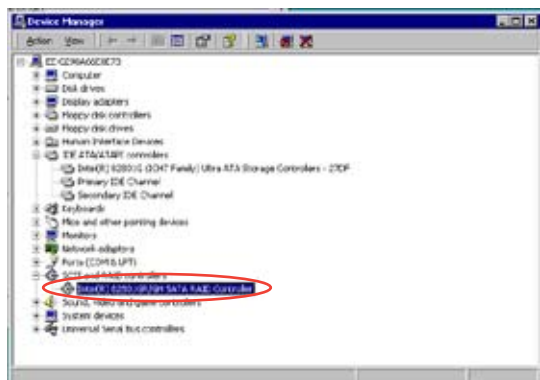 Device Manager
Action View
Computer
Disk drives
Display adapters
Floppy disk controllers
Floppy disk drives
Human Interface Devices
IDE ATA/ATAPI controllers
Intel(R) 82801G (ICH7 Family) Ultra ATA Storage Controllers - 27DF
Primary IDE Channel
Secondary IDE Channel
Keyboards
Mice and other pointing devices
Monitors
Network adapters
Ports (COM & LPT)
SCSI and RAID controllers
Intel(R) 82801GR/GH SATA RAID Controller
Sound, video and game controllers
System devices
Universal Serial Bus controllers